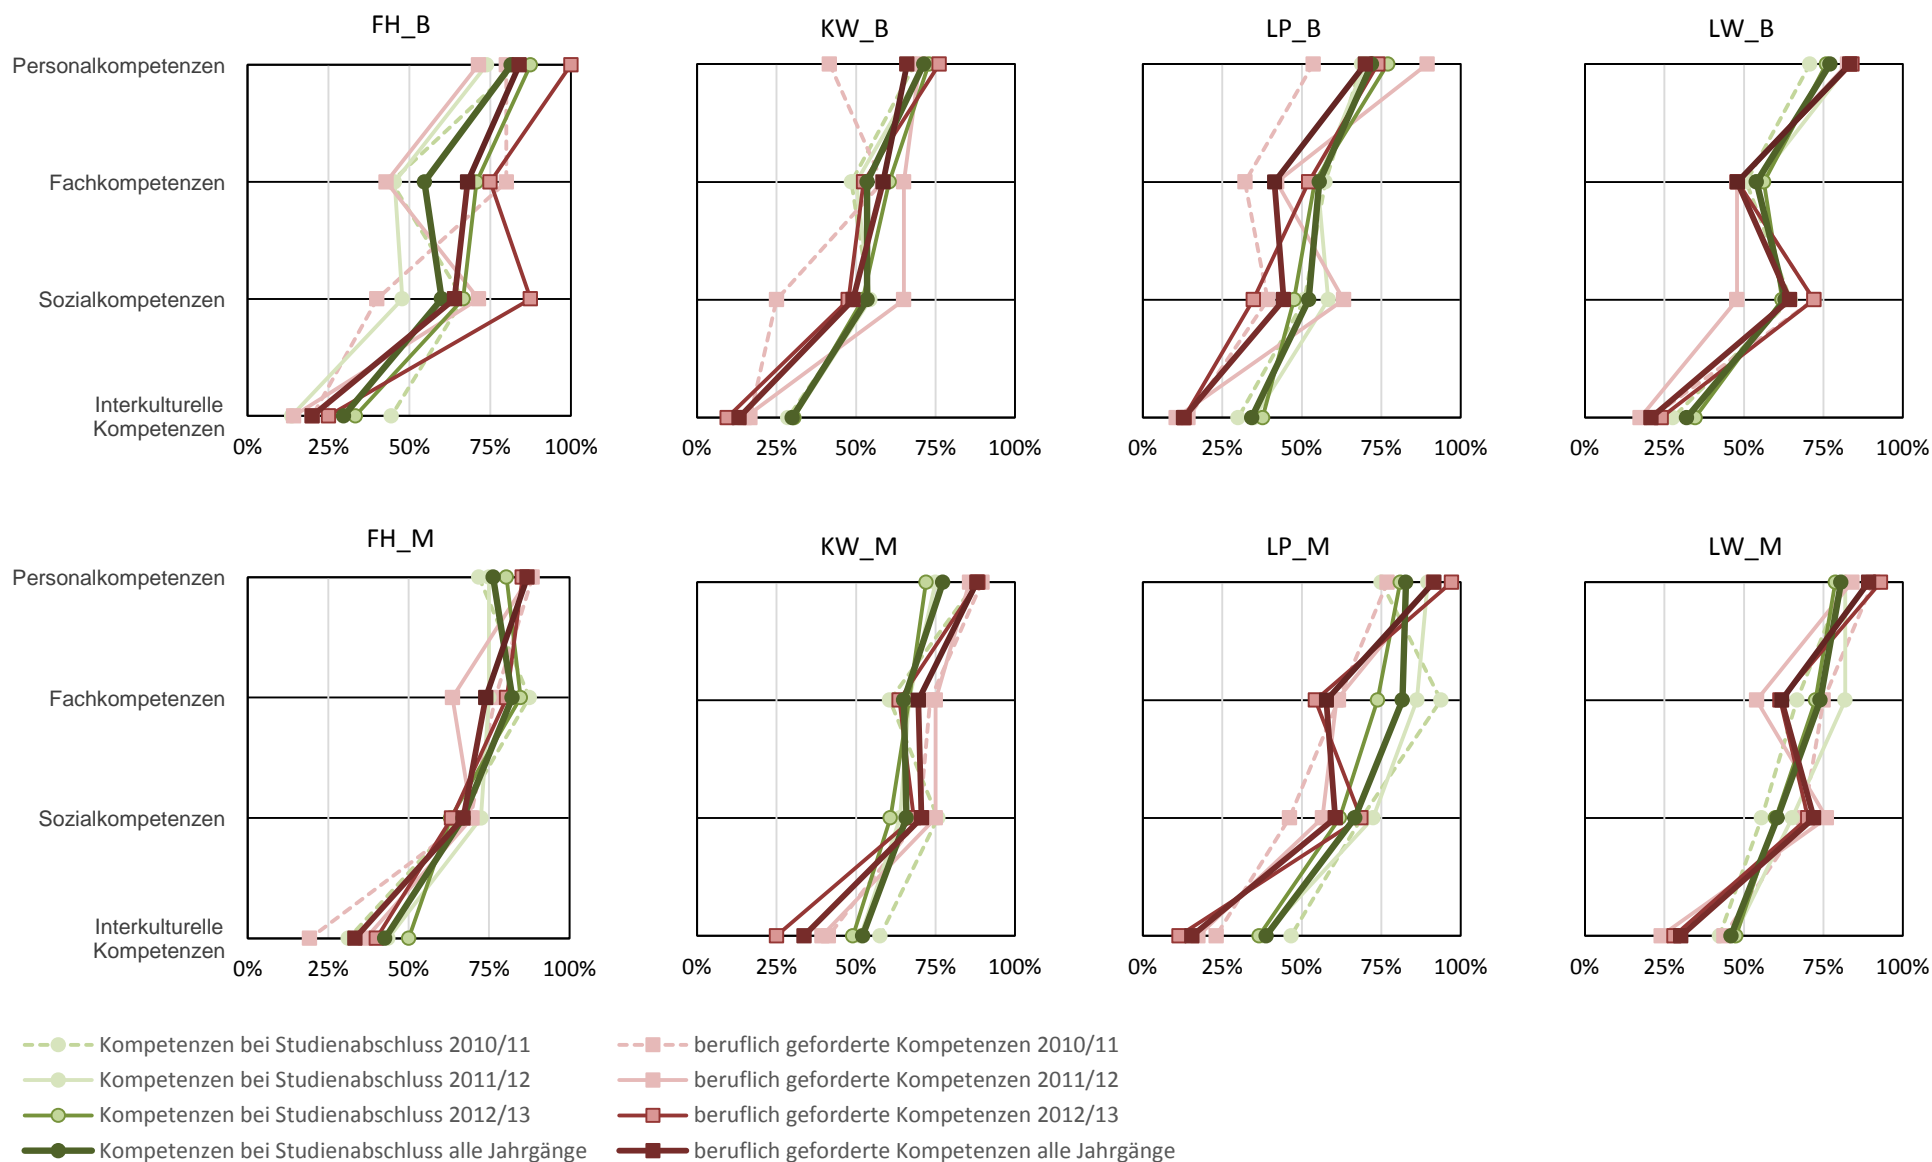 FH_B
KW_B
LP_B
LW_B
Personalkompetenzen
Fachkompetenzen
Sozialkompetenzen
Interkulturelle
Kompetenzen
0% 25% 50% 75% 100%
0% 25% 50% 75% 100%
0% 25% 50% 75% 100%
0% 25% 50% 75% 100%
FH_M
KW_M
LP_M
LW_M
Personalkompetenzen
Fachkompetenzen
Sozialkompetenzen
Interkulturelle
Kompetenzen
0% 25% 50% 75% 100%
0% 25% 50% 75% 100%
0% 25% 50% 75% 100%
0% 25% 50% 75% 100%
Kompetenzen bei Studienabschluss 2010/11
Kompetenzen bei Studienabschluss 2011/12
Kompetenzen bei Studienabschluss 2012/13
Kompetenzen bei Studienabschluss alle Jahrgänge
beruflich geforderte Kompetenzen 2010/11
beruflich geforderte Kompetenzen 2011/12
beruflich geforderte Kompetenzen 2012/13
beruflich geforderte Kompetenzen alle Jahrgänge